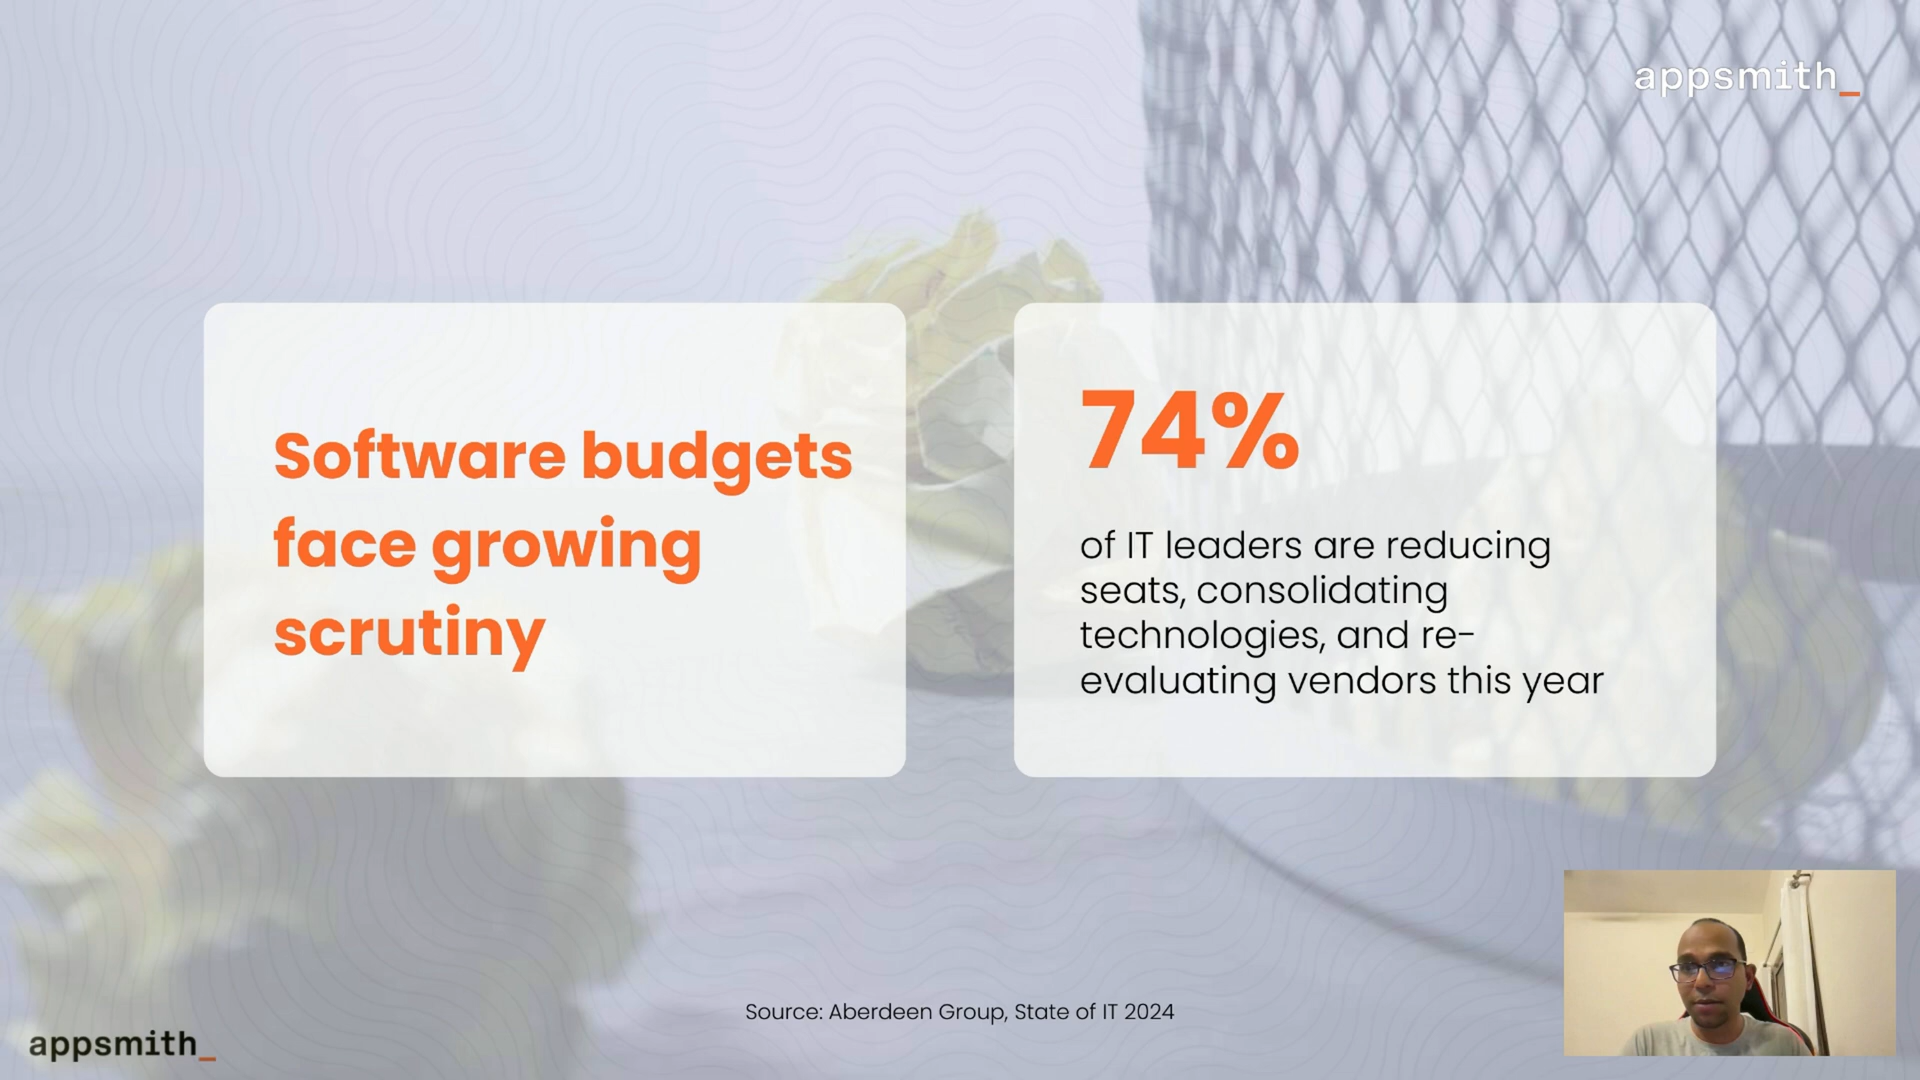 appsmith_
Software budgets
face growing
scrutiny
74%
of IT leaders are reducing
seats, consolidating
technologies, and re-
evaluating vendors this year
Source: Aberdeen Group, State of IT 2024
appsmith_